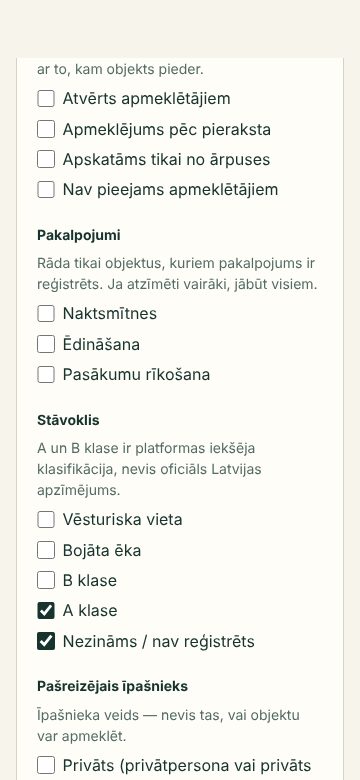 ar to, kam objekts pieder.
Atvērts apmeklētājiem
Apmeklējums pēc pieraksta
Apskatāms tikai no ārpuses
Nav pieejams apmeklētājiem
Pakalpojumi
Rāda tikai objektus, kuriem pakalpojums ir
reģistrēts. Ja atzīmēti vairāki, jābūt visiem.
Naktsmītnes
Ēdināšana
Pasākumu rīkošana
Stāvoklis
A un B klase ir platformas iekšēja
klasifikācija, nevis oficiāls Latvijas
apzīmējums.
Vēsturiska vieta
Bojāta ēka
B klase
A klase
Nezināms / nav reģistrēts
Pašreizējais īpašnieks
Īpašnieka veids — nevis tas, vai objektu
var apmeklēt.
Privāts (privātpersona vai privāts